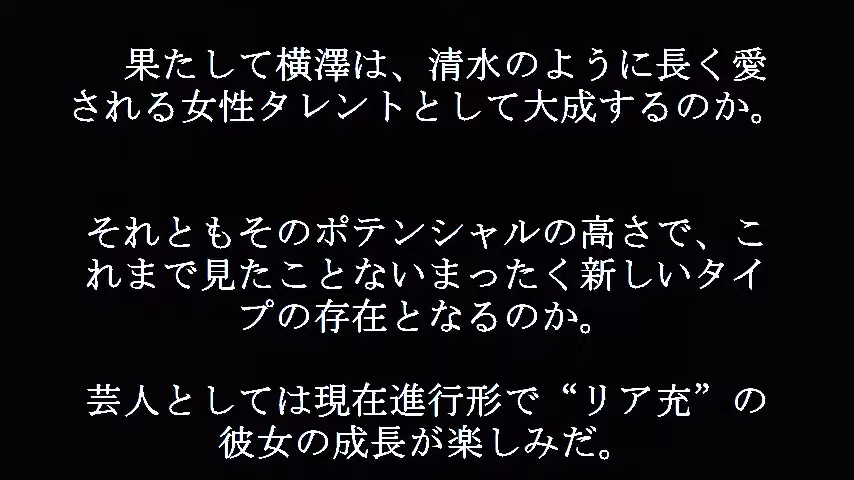 果たして横澤は、清水のように長く愛
される女性タレントとして大成するのか。
それともそのポテンシャルの高さで、こ
れまで見たことないまったく新しいタイ
プの存在となるのか。
芸人としては現在進行形で“リア充”の
彼女の成長が楽しみだ。